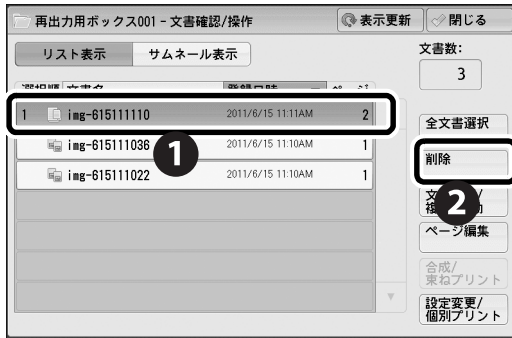 再出力用ボックス001 - 文書確認/操作
表示更新
閉じる
リスト表示
サムネール表示
文書数:
3
1 img-615111110 2011/6/15 11:11AM 2
img-615111036 2011/6/15 11:10AM 1
img-615111022 2011/6/15 11:10AM 1
1
全文書選択
削除
2
ページ編集
合成/
束ねプリント
設定変更/
個別プリント